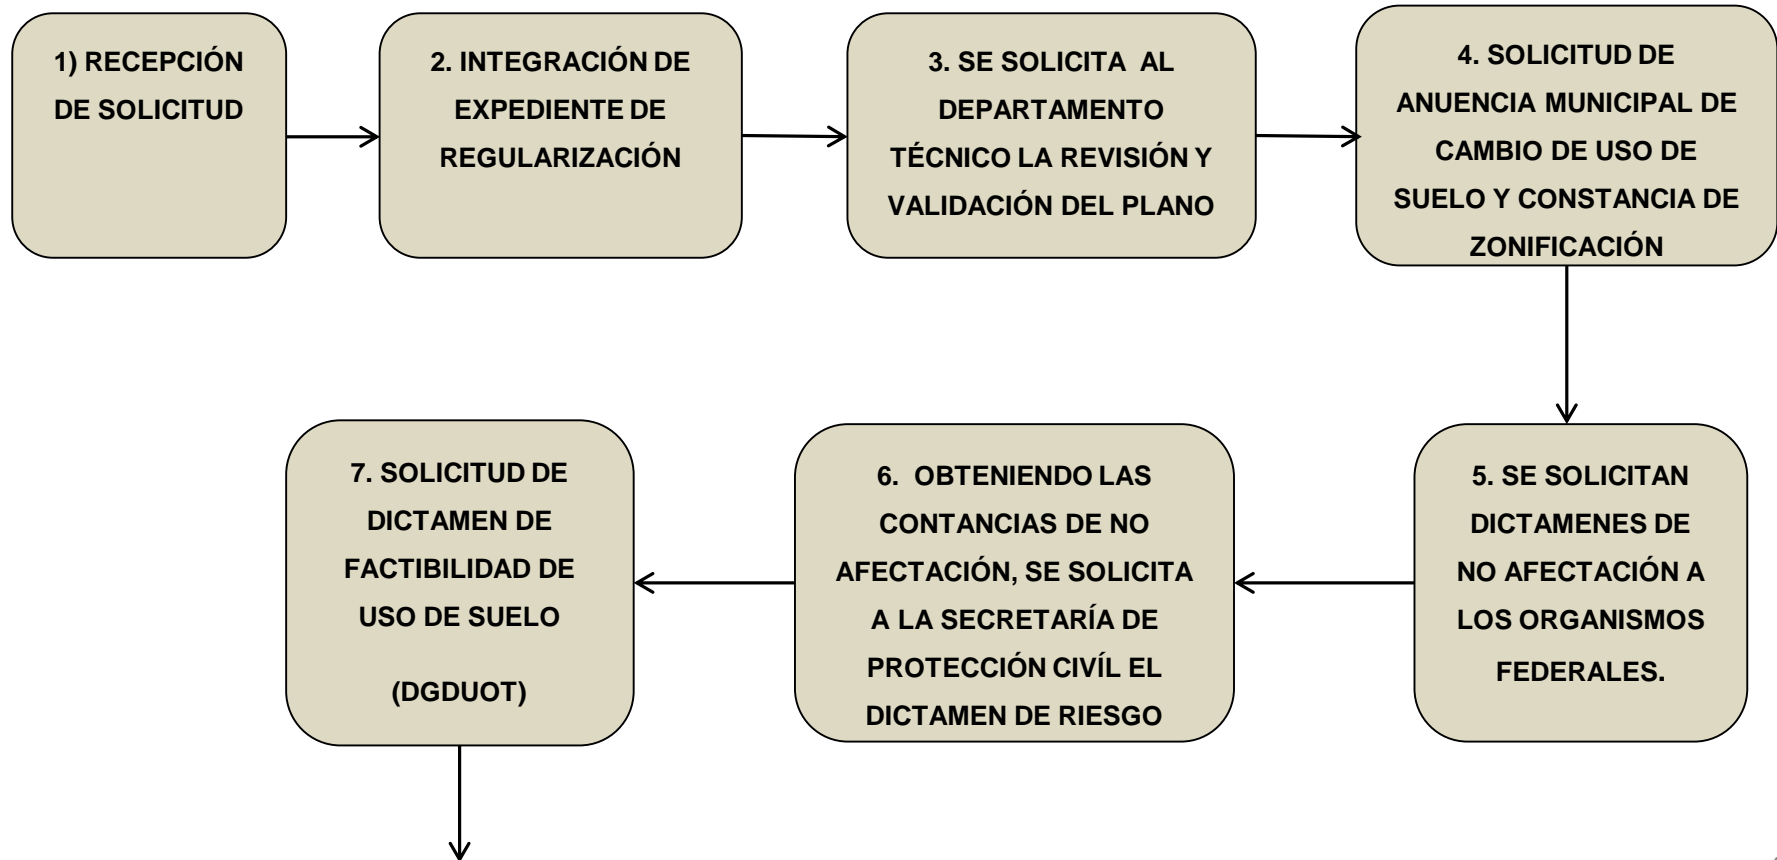 1) RECEPCIÓN
DE SOLICITUD
2. INTEGRACIÓN DE
EXPEDIENTE DE
REGULARIZACIÓN
3. SE SOLICITA  AL
DEPARTAMENTO
TÉCNICO LA REVISIÓN Y
VALIDACIÓN DEL PLANO
4. SOLICITUD DE
ANUENCIA MUNICIPAL DE
CAMBIO DE USO DE
SUELO Y CONSTANCIA DE
ZONIFICACIÓN
5. SE SOLICITAN
DICTAMENES DE
NO AFECTACIÓN A
LOS ORGANISMOS
FEDERALES.
6.  OBTENIENDO LAS
CONTANCIAS DE NO
AFECTACIÓN, SE SOLICITA
A LA SECRETARÍA DE
PROTECCIÓN CIVÍL EL
DICTAMEN DE RIESGO
7. SOLICITUD DE
DICTAMEN DE
FACTIBILIDAD DE
USO DE SUELO
(DGDUOT)